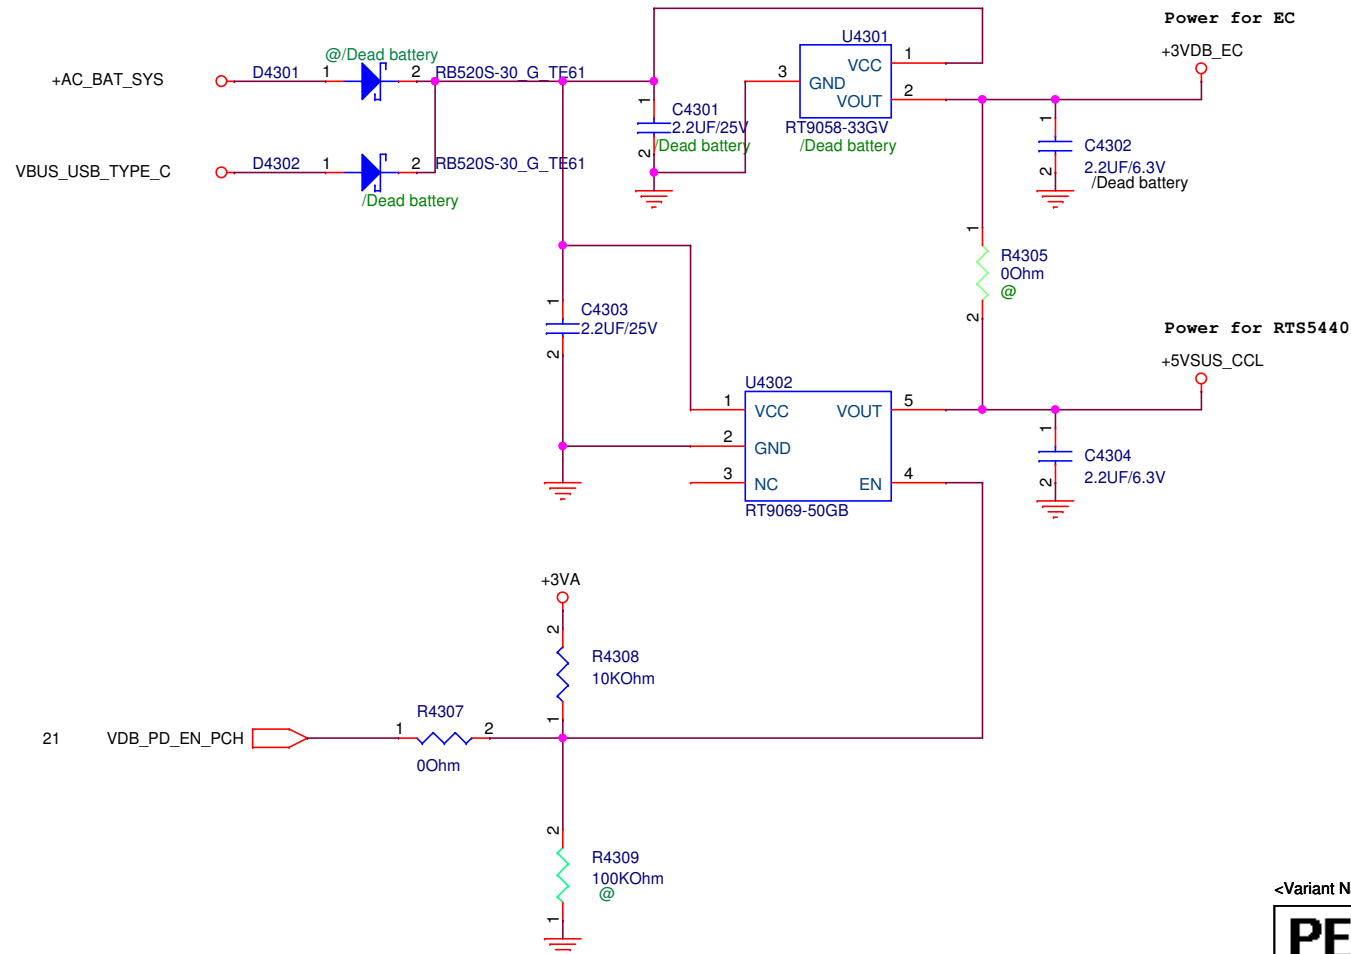 Power for EC
+3VDB_EC
U4301
1
VCC
3
GND
2
VOUT
RT9058-33GV
/Dead battery
@/Dead battery
+AC_BAT_SYS
D4301
1
2
RB520S-30_G_TE61
VBUS_USB_TYPE_C
D4302
1
2
RB520S-30_G_TE61
/Dead battery
1
C4301
2.2UF/25V
2
/Dead battery
1
C4302
2.2UF/6.3V
2
/Dead battery
1
R4305
0Ohm
@
2
1
C4303
2.2UF/25V
2
Power for RTS5440
+5VSUS_CCL
U4302
1
VCC
VOUT
5
2
GND
3
NC
EN
4
RT9069-50GB
1
C4304
2.2UF/6.3V
2
+3VA
2
R4308
10KOhm
1
21
VDB_PD_EN_PCH
R4307
1
2
0Ohm
2
R4309
100KOhm
@
1
<Variant N
PE